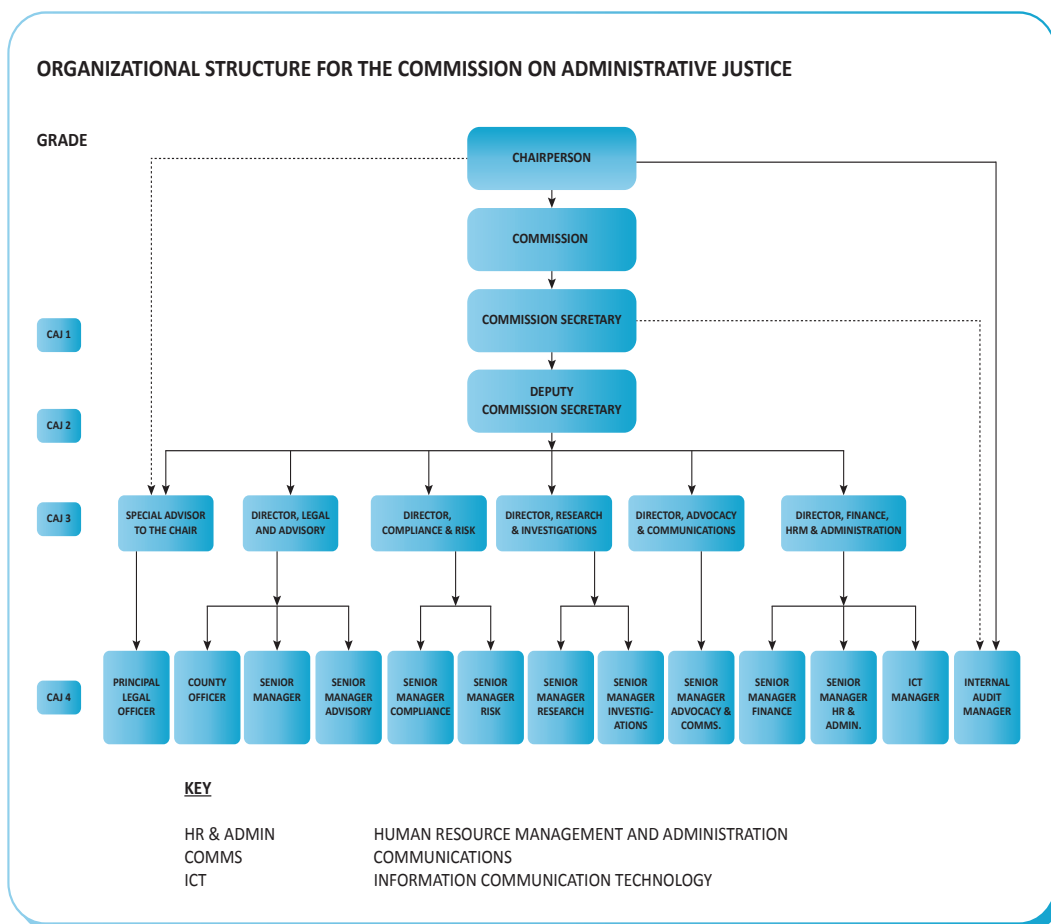 ORGANIZATIONAL STRUCTURE FOR THE COMMISSION ON ADMINISTRATIVE JUSTICE
GRADE
CHAIRPERSON
COMMISSION
CAJ 1
COMMISSION SECRETARY
CAJ 2
DEPUTY
COMMISSION SECRETARY
CAJ 3
SPECIAL ADVISOR
TO THE CHAIR
DIRECTOR, LEGAL
AND ADVISORY
DIRECTOR,
COMPLIANCE & RISK
DIRECTOR, RESEARCH
& INVESTIGATIONS
DIRECTOR, ADVOCACY
& COMMUNICATIONS
DIRECTOR, FINANCE,
HRM & ADMINISTRATION
CAJ 4
PRINCIPAL
LEGAL
OFFICER
COUNTY
OFFICER
SENIOR
MANAGER
SENIOR
MANAGER
ADVISORY
SENIOR
MANAGER
COMPLIANCE
SENIOR
MANAGER
RISK
SENIOR
MANAGER
RESEARCH
SENIOR
MANAGER
INVESTIG-
ATIONS
SENIOR
MANAGER
ADVOCACY &
COMMS.
SENIOR
MANAGER
FINANCE
SENIOR
MANAGER
HR &
ADMIN.
ICT
MANAGER
INTERNAL
AUDIT
MANAGER
KEY
HR & ADMIN HUMAN RESOURCE MANAGEMENT AND ADMINISTRATION
COMMS COMMUNICATIONS
ICT INFORMATION COMMUNICATION TECHNOLOGY